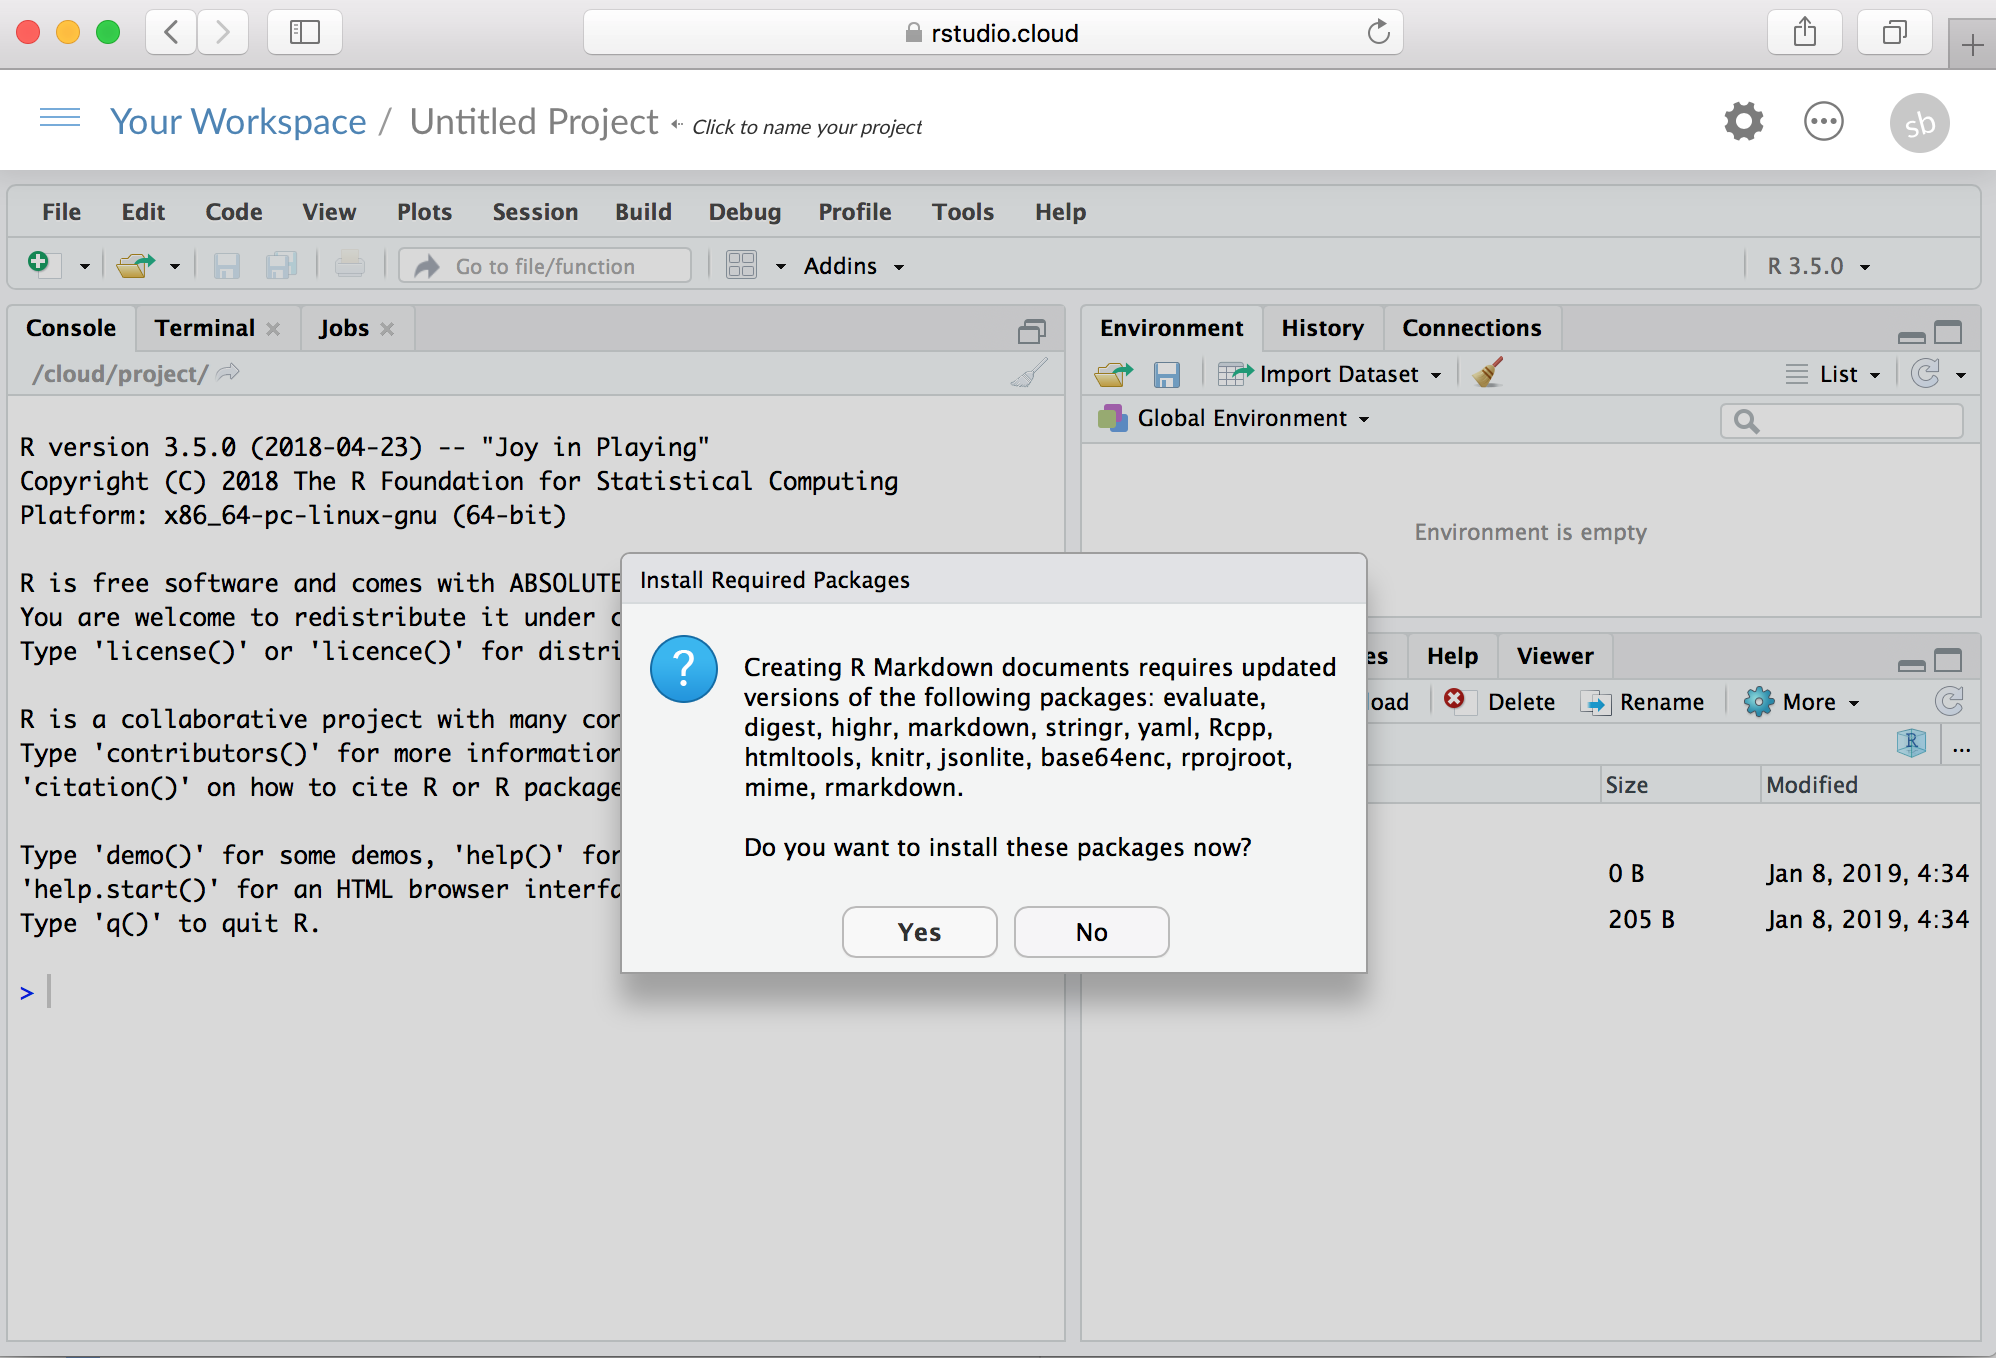 rstudio.cloud
Your Workspace / Untitled Project Click to name your project
sb
File Edit Code View Plots Session Build Debug Profile Tools Help
Go to file/function Addins R 3.5.0
Console Terminal Jobs
/cloud/project/
R version 3.5.0 (2018-04-23) -- "Joy in Playing"
Copyright (C) 2018 The R Foundation for Statistical Computing
Platform: x86_64-pc-linux-gnu (64-bit)
R is free software and comes with ABSOLUTE
You are welcome to redistribute it under c
Type 'license()' or 'licence()' for distri
R is a collaborative project with many con
Type 'contributors()' for more information
'citation()' on how to cite R or R package
Type 'demo()' for some demos, 'help()' for
'help.start()' for an HTML browser interfa
Type 'q()' to quit R.
>
Environment History Connections
Import Dataset List
Global Environment
Environment is empty
es Help Viewer
load Delete Rename More
R ...
Size Modified
0 B Jan 8, 2019, 4:34
205 B Jan 8, 2019, 4:34
Install Required Packages
?
Creating R Markdown documents requires updated
versions of the following packages: evaluate,
digest, highr, markdown, stringr, yaml, Rcpp,
htmltools, knitr, jsonlite, base64enc, rprojroot,
mime, rmarkdown.
Do you want to install these packages now?
Yes No